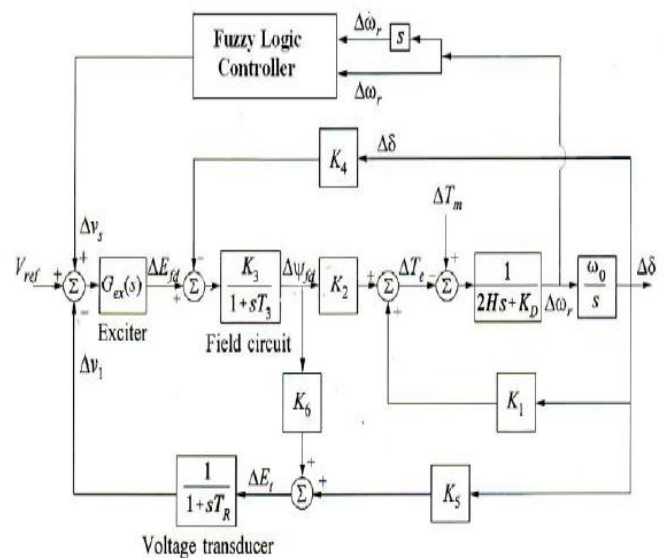 Fuzzy Logic
Controller
Δω̇r
s
Δωr
K4
Δδ
ΔTm
Δvs
Vref
+
+
−
Σ
Gex(s)
Exciter
ΔEfd
−
+
Σ
K3
1+sT3
Field circuit
Δψfd
K2
+
+
Σ
ΔTe
−
+
Σ
1
2Hs+KD
Δωr
ω0
s
Δδ
Δv1
K6
K1
+
+
Σ
ΔEt
1
1+sTR
Voltage transducer
K5